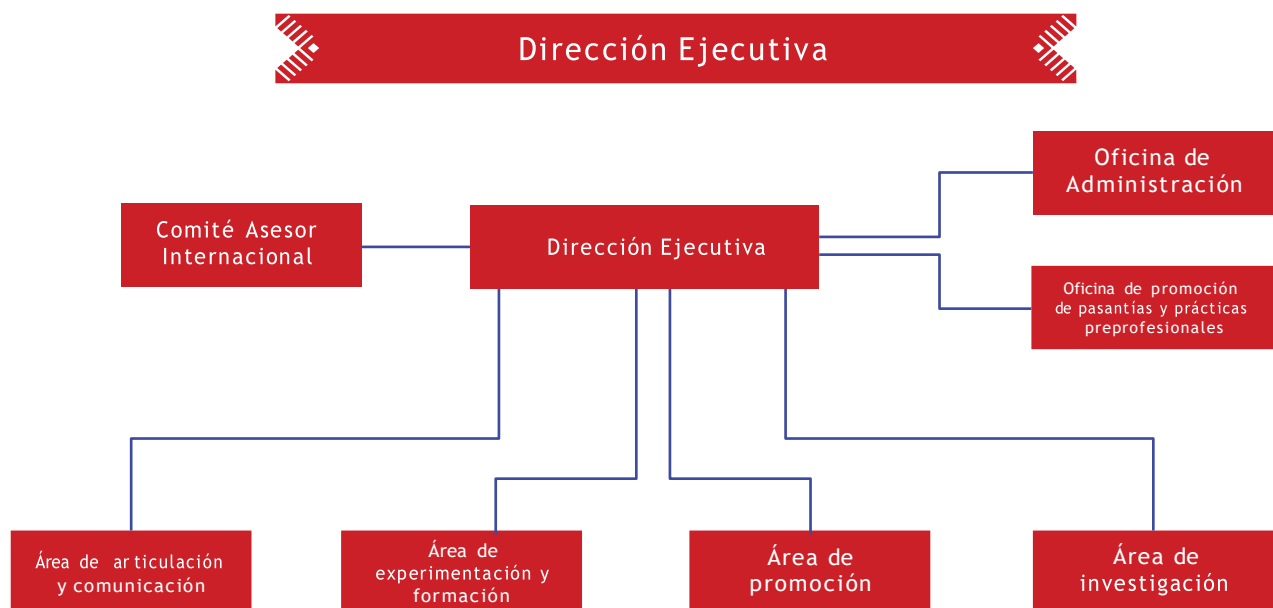 Dirección Ejecutiva
Oficina de
Administración
Comité Asesor
Internacional
Dirección Ejecutiva
Oficina de promoción
de pasantías y prácticas
preprofesionales
Área de articulación
y comunicación
Área de
experimentación y
formación
Área de
promoción
Área de
investigación